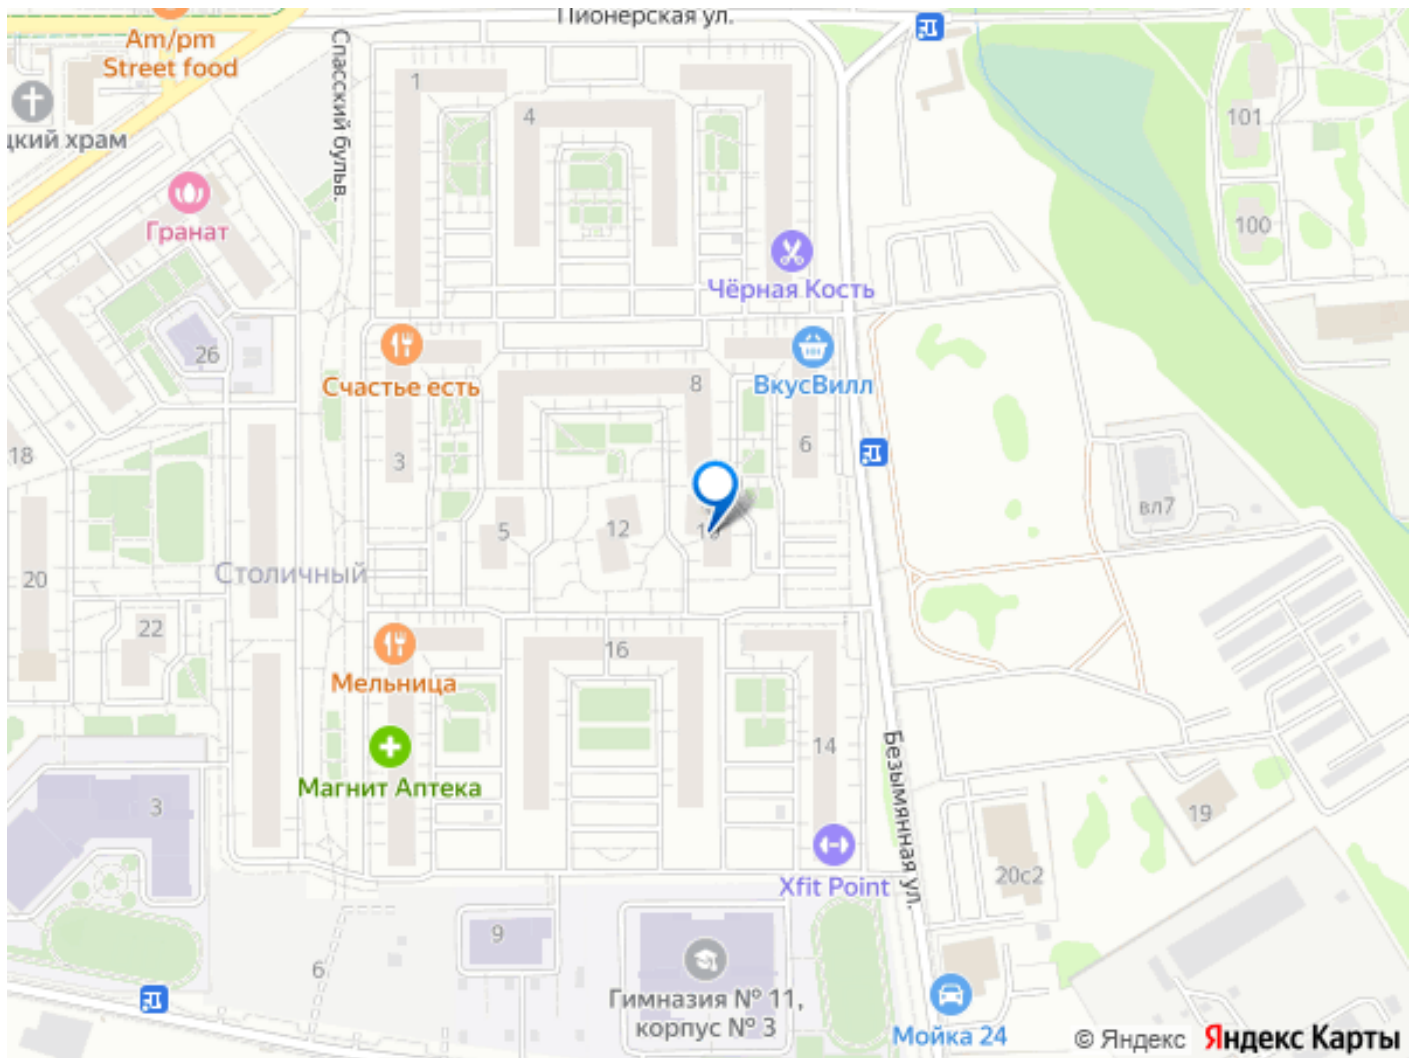 Пионерская ул.
Am/pm
Street food
Спасский бульв.
1
4
101
цкий храм
100
Гранат
Чёрная Кость
26
Счастье есть
8
ВкусВилл
18
3
6
вл7
5
12
Столичный
20
22
16
Мельница
14
Безымянная ул.
Магнит Аптека
3
19
20с2
Xfit Point
9
6
Гимназия № 11,
корпус № 3
Мойка 24
© Яндекс
Яндекс Карты